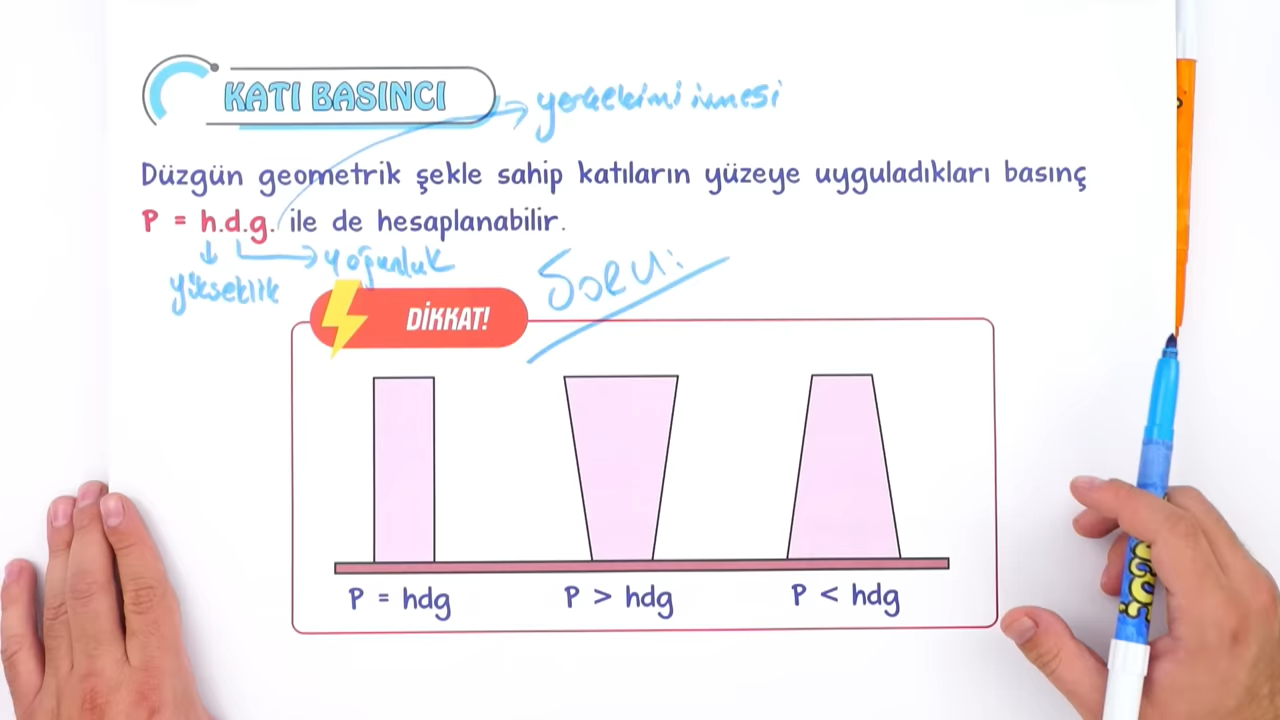 KATI BASINCI
yerçekimi ivmesi
Düzgün geometrik şekle sahip katıların yüzeye uyguladıkları basınç
P = h.d.g. ile de hesaplanabilir.
yoğunluk
yükseklik
Soru:
DİKKAT!
P = hdg
P > hdg
P < hdg